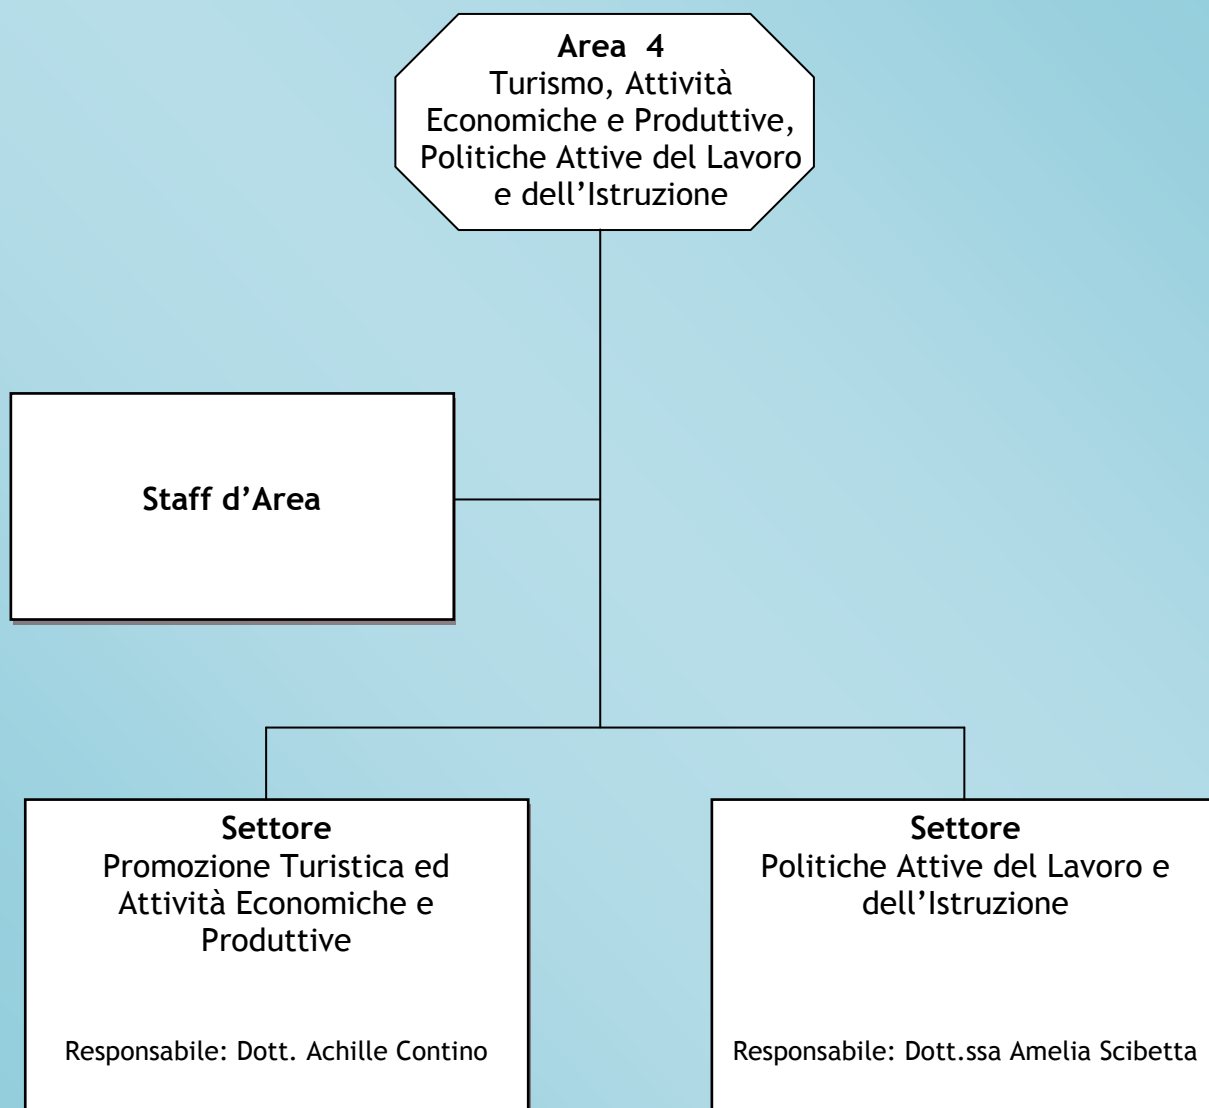 Area 4
Turismo, Attività
Economiche e Produttive,
Politiche Attive del Lavoro
e dell’Istruzione
Staff d’Area
Settore
Promozione Turistica ed
Attività Economiche e
Produttive
Responsabile: Dott. Achille Contino
Settore
Politiche Attive del Lavoro e
dell’Istruzione
Responsabile: Dott.ssa Amelia Scibetta